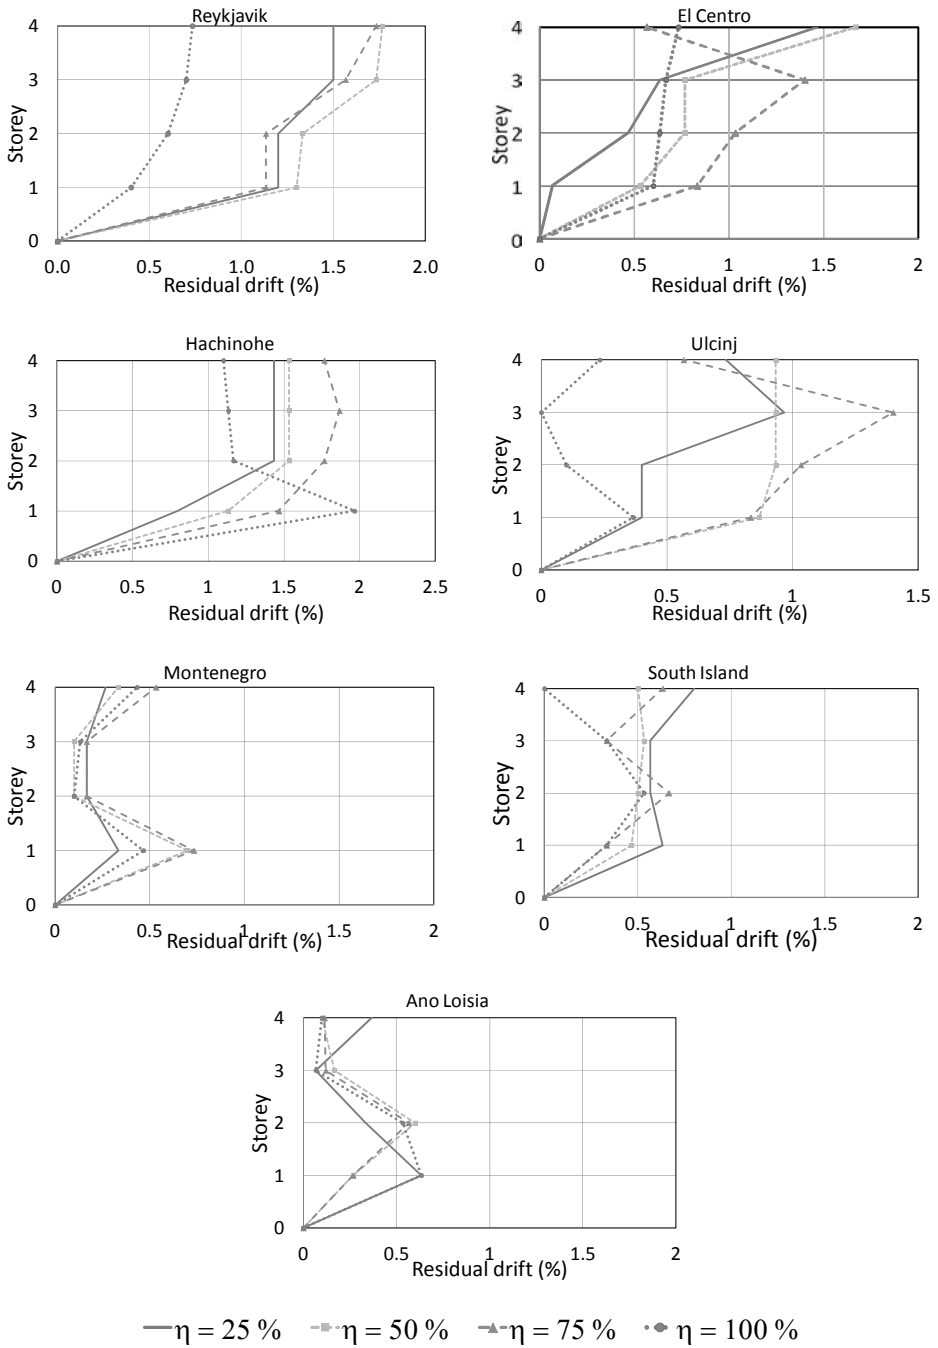 Reykjavik
El Centro
4
3
2
1
0
Storey
0.0 0.5 1.0 1.5 2.0
Residual drift (%)
4
3
2
1
0
Storey
0 0.5 1 1.5 2
Residual drift (%)
Hachinohe
Ulcinj
4
3
2
1
0
Storey
0 0.5 1 1.5 2 2.5
Residual drift (%)
4
3
2
1
0
Storey
0 0.5 1 1.5
Residual drift (%)
Montenegro
South Island
4
3
2
1
0
Storey
0 0.5 1 1.5 2
Residual drift (%)
4
3
2
1
0
Storey
0 0.5 1 1.5 2
Residual drift (%)
Ano Loisia
4
3
2
1
0
Storey
0 0.5 1 1.5 2
Residual drift (%)
η = 25 % η = 50 % η = 75 % η = 100 %